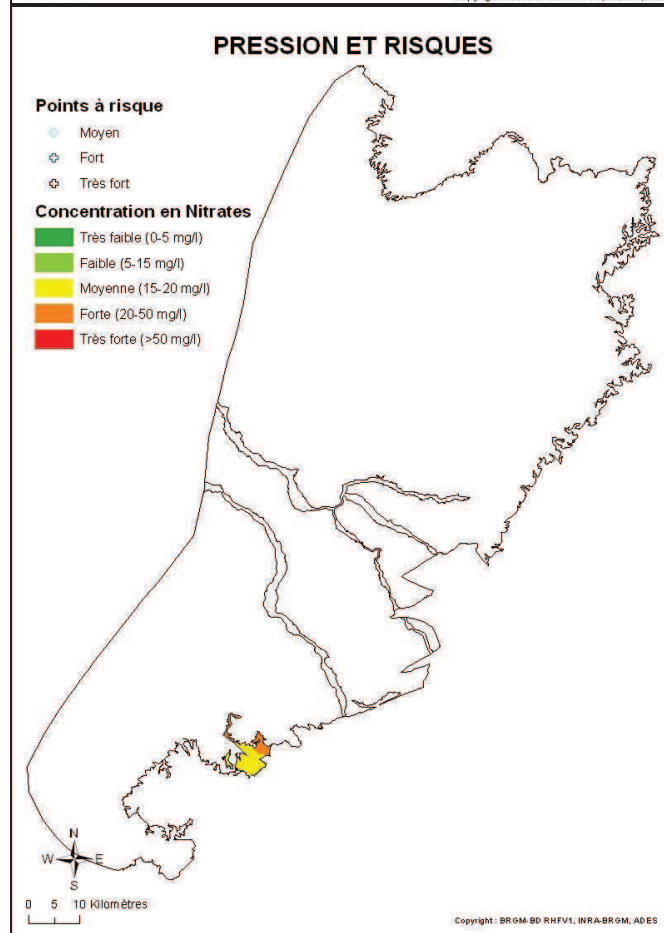 PRESSION ET RISQUES
Points à risque
Moyen
Fort
Très fort
Concentration en Nitrates
Très faible (0-5 mg/l)
Faible (5-15 mg/l)
Moyenne (15-20 mg/l)
Forte (20-50 mg/l)
Très forte (>50 mg/l)
N
W E
S
0 5 10 Kilomètres
Copyright : BRGM-BD RHFV1, INRA-BRGM, ADES